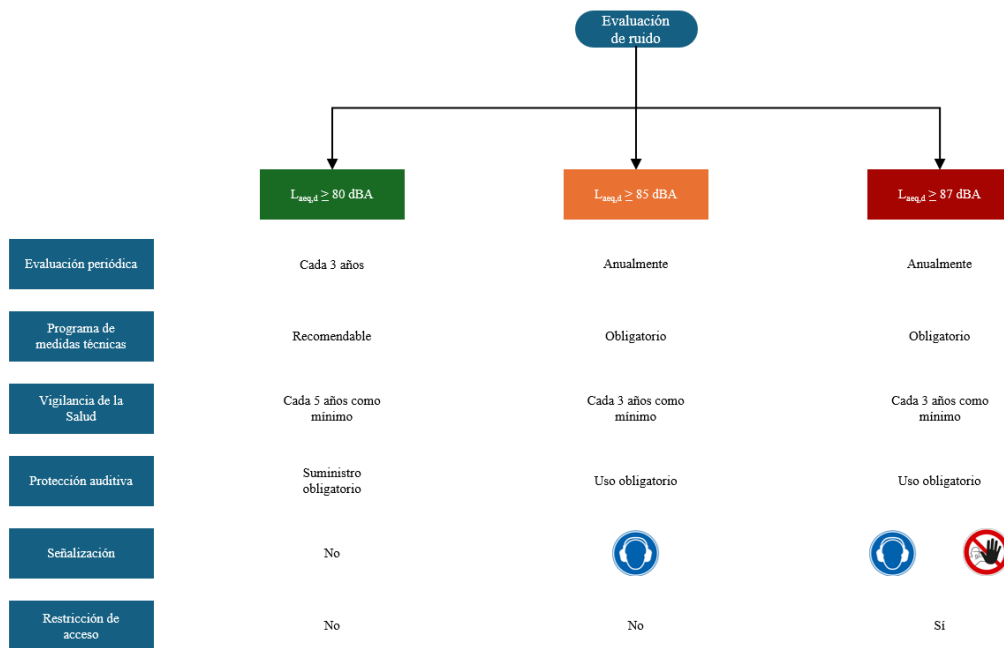 Evaluación
de ruido
Laeq,d ≥ 80 dBA
Laeq,d ≥ 85 dBA
Laeq,d ≥ 87 dBA
Evaluación periódica
Cada 3 años
Anualmente
Anualmente
Programa de
medidas técnicas
Recomendable
Obligatorio
Obligatorio
Vigilancia de la
Salud
Cada 5 años como
mínimo
Cada 3 años como
mínimo
Cada 3 años como
mínimo
Protección auditiva
Suministro
obligatorio
Uso obligatorio
Uso obligatorio
Señalización
No
Restricción de
acceso
No
No
Sí